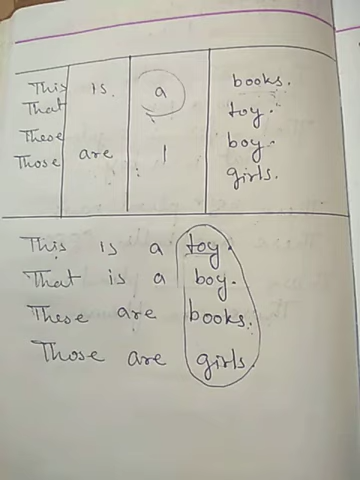 This is a books.
That toy.
These are boy.
Those girls.
This is a toy.
That is a boy.
These are books.
Those are girls.